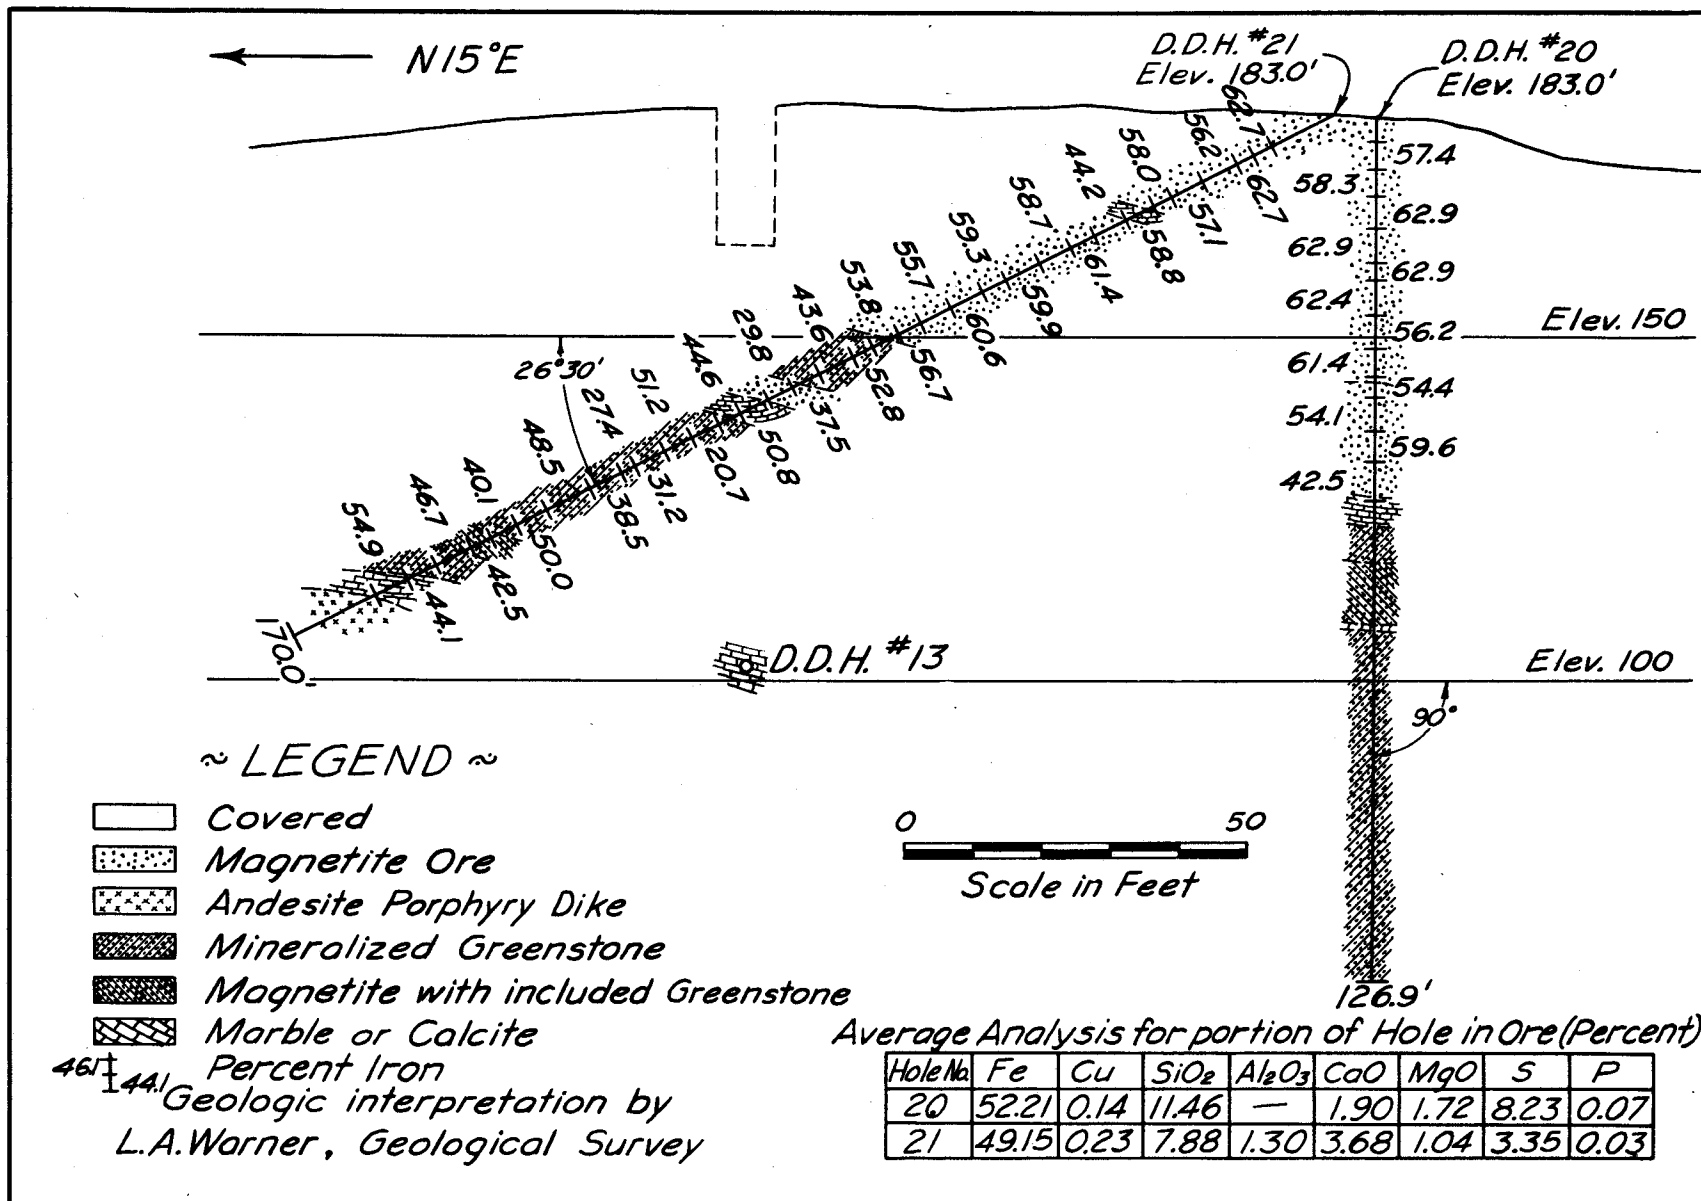 N15°E
D.D.H. #21
Elev. 183.0'
D.D.H. #20
Elev. 183.0'
62.7
56.2
58.0
44.2
58.7
59.3
55.7
53.8
43.6
29.8
44.6
51.2
27.4
48.5
40.1
46.7
54.9
62.7
57.1
58.8
61.4
59.9
60.6
56.7
52.8
37.5
50.8
20.7
31.2
38.5
50.0
42.5
44.1
170.0
57.4
58.3
62.9
62.9
62.9
62.4
56.2
61.4
54.4
54.1
59.6
42.5
Elev. 150
26°30'
D.D.H. #13
Elev. 100
90°
126.9'
~ LEGEND ~
Covered
Magnetite Ore
Andesite Porphyry Dike
Mineralized Greenstone
Magnetite with included Greenstone
Marble or Calcite
46.1 44.1 Percent Iron
Geologic interpretation by
L.A. Warner, Geological Survey
0 50
Scale in Feet
Average Analysis for portion of Hole in Ore (Percent)
Hole No. Fe Cu SiO₂ Al₂O₃ CaO MgO S P
20 52.21 0.14 11.46 — 1.90 1.72 8.23 0.07
21 49.15 0.23 7.88 1.30 3.68 1.04 3.35 0.03